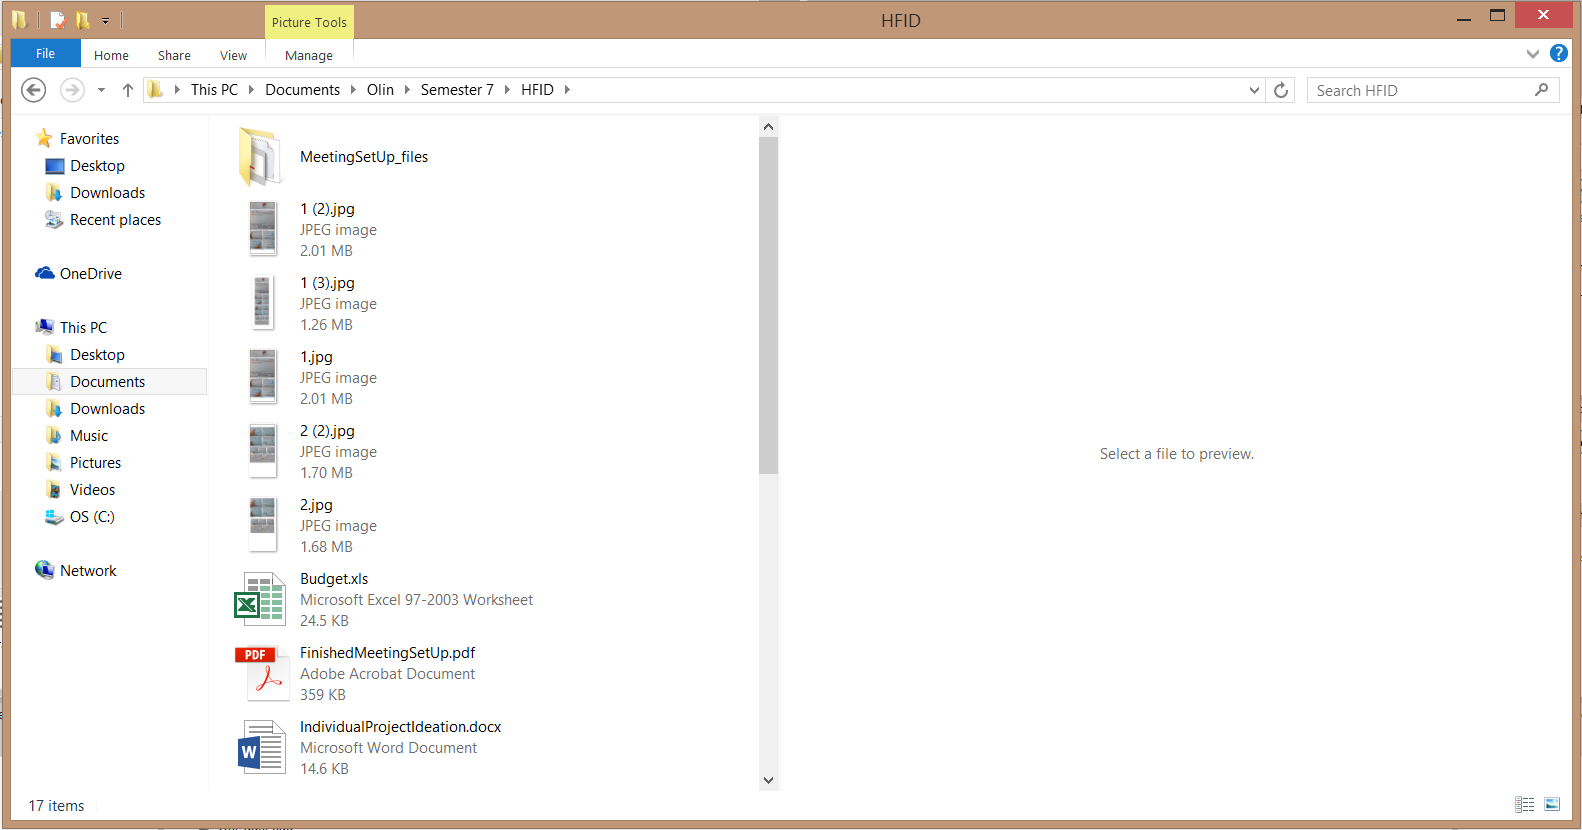 Picture Tools
HFID
File
Home
Share
View
Manage
This PC
Documents
Olin
Semester 7
HFID
Search HFID
Favorites
Desktop
Downloads
Recent places
OneDrive
This PC
Desktop
Documents
Downloads
Music
Pictures
Videos
OS (C:)
Network
MeetingSetUp_files
1 (2).jpg
JPEG image
2.01 MB
1 (3).jpg
JPEG image
1.26 MB
1.jpg
JPEG image
2.01 MB
2 (2).jpg
JPEG image
1.70 MB
2.jpg
JPEG image
1.68 MB
Budget.xls
Microsoft Excel 97-2003 Worksheet
24.5 KB
PDF
FinishedMeetingSetUp.pdf
Adobe Acrobat Document
359 KB
IndividualProjectIdeation.docx
Microsoft Word Document
14.6 KB
Select a file to preview.
17 items